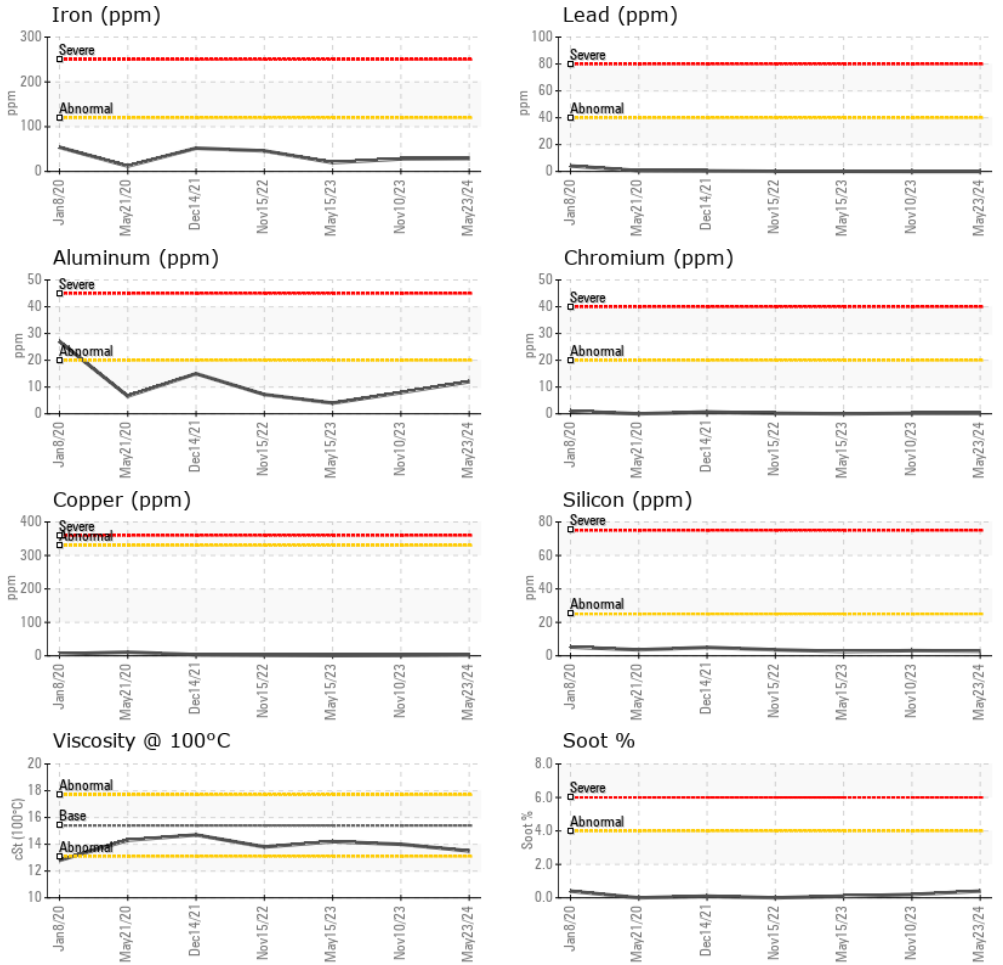 Iron (ppm)
300
200
100
0
ppm
Severe
Abnormal
Jan8/20
May21/20
Dec14/21
Nov15/22
May15/23
Nov10/23
May23/24
Lead (ppm)
100
80
60
40
20
0
ppm
Severe
Abnormal
Jan8/20
May21/20
Dec14/21
Nov15/22
May15/23
Nov10/23
May23/24
Aluminum (ppm)
50
40
30
20
10
0
ppm
Severe
Abnormal
Jan8/20
May21/20
Dec14/21
Nov15/22
May15/23
Nov10/23
May23/24
Chromium (ppm)
50
40
30
20
10
0
ppm
Severe
Abnormal
Jan8/20
May21/20
Dec14/21
Nov15/22
May15/23
Nov10/23
May23/24
Copper (ppm)
400
300
200
100
0
ppm
Severe
Abnormal
Jan8/20
May21/20
Dec14/21
Nov15/22
May15/23
Nov10/23
May23/24
Silicon (ppm)
80
60
40
20
0
ppm
Severe
Abnormal
Jan8/20
May21/20
Dec14/21
Nov15/22
May15/23
Nov10/23
May23/24
Viscosity @ 100°C
20
18
16
14
12
10
cSt (100°C)
Abnormal
Base
Abnormal
Jan8/20
May21/20
Dec14/21
Nov15/22
May15/23
Nov10/23
May23/24
Soot %
8.0
6.0
4.0
2.0
0.0
Soot %
Severe
Abnormal
Jan8/20
May21/20
Dec14/21
Nov15/22
May15/23
Nov10/23
May23/24